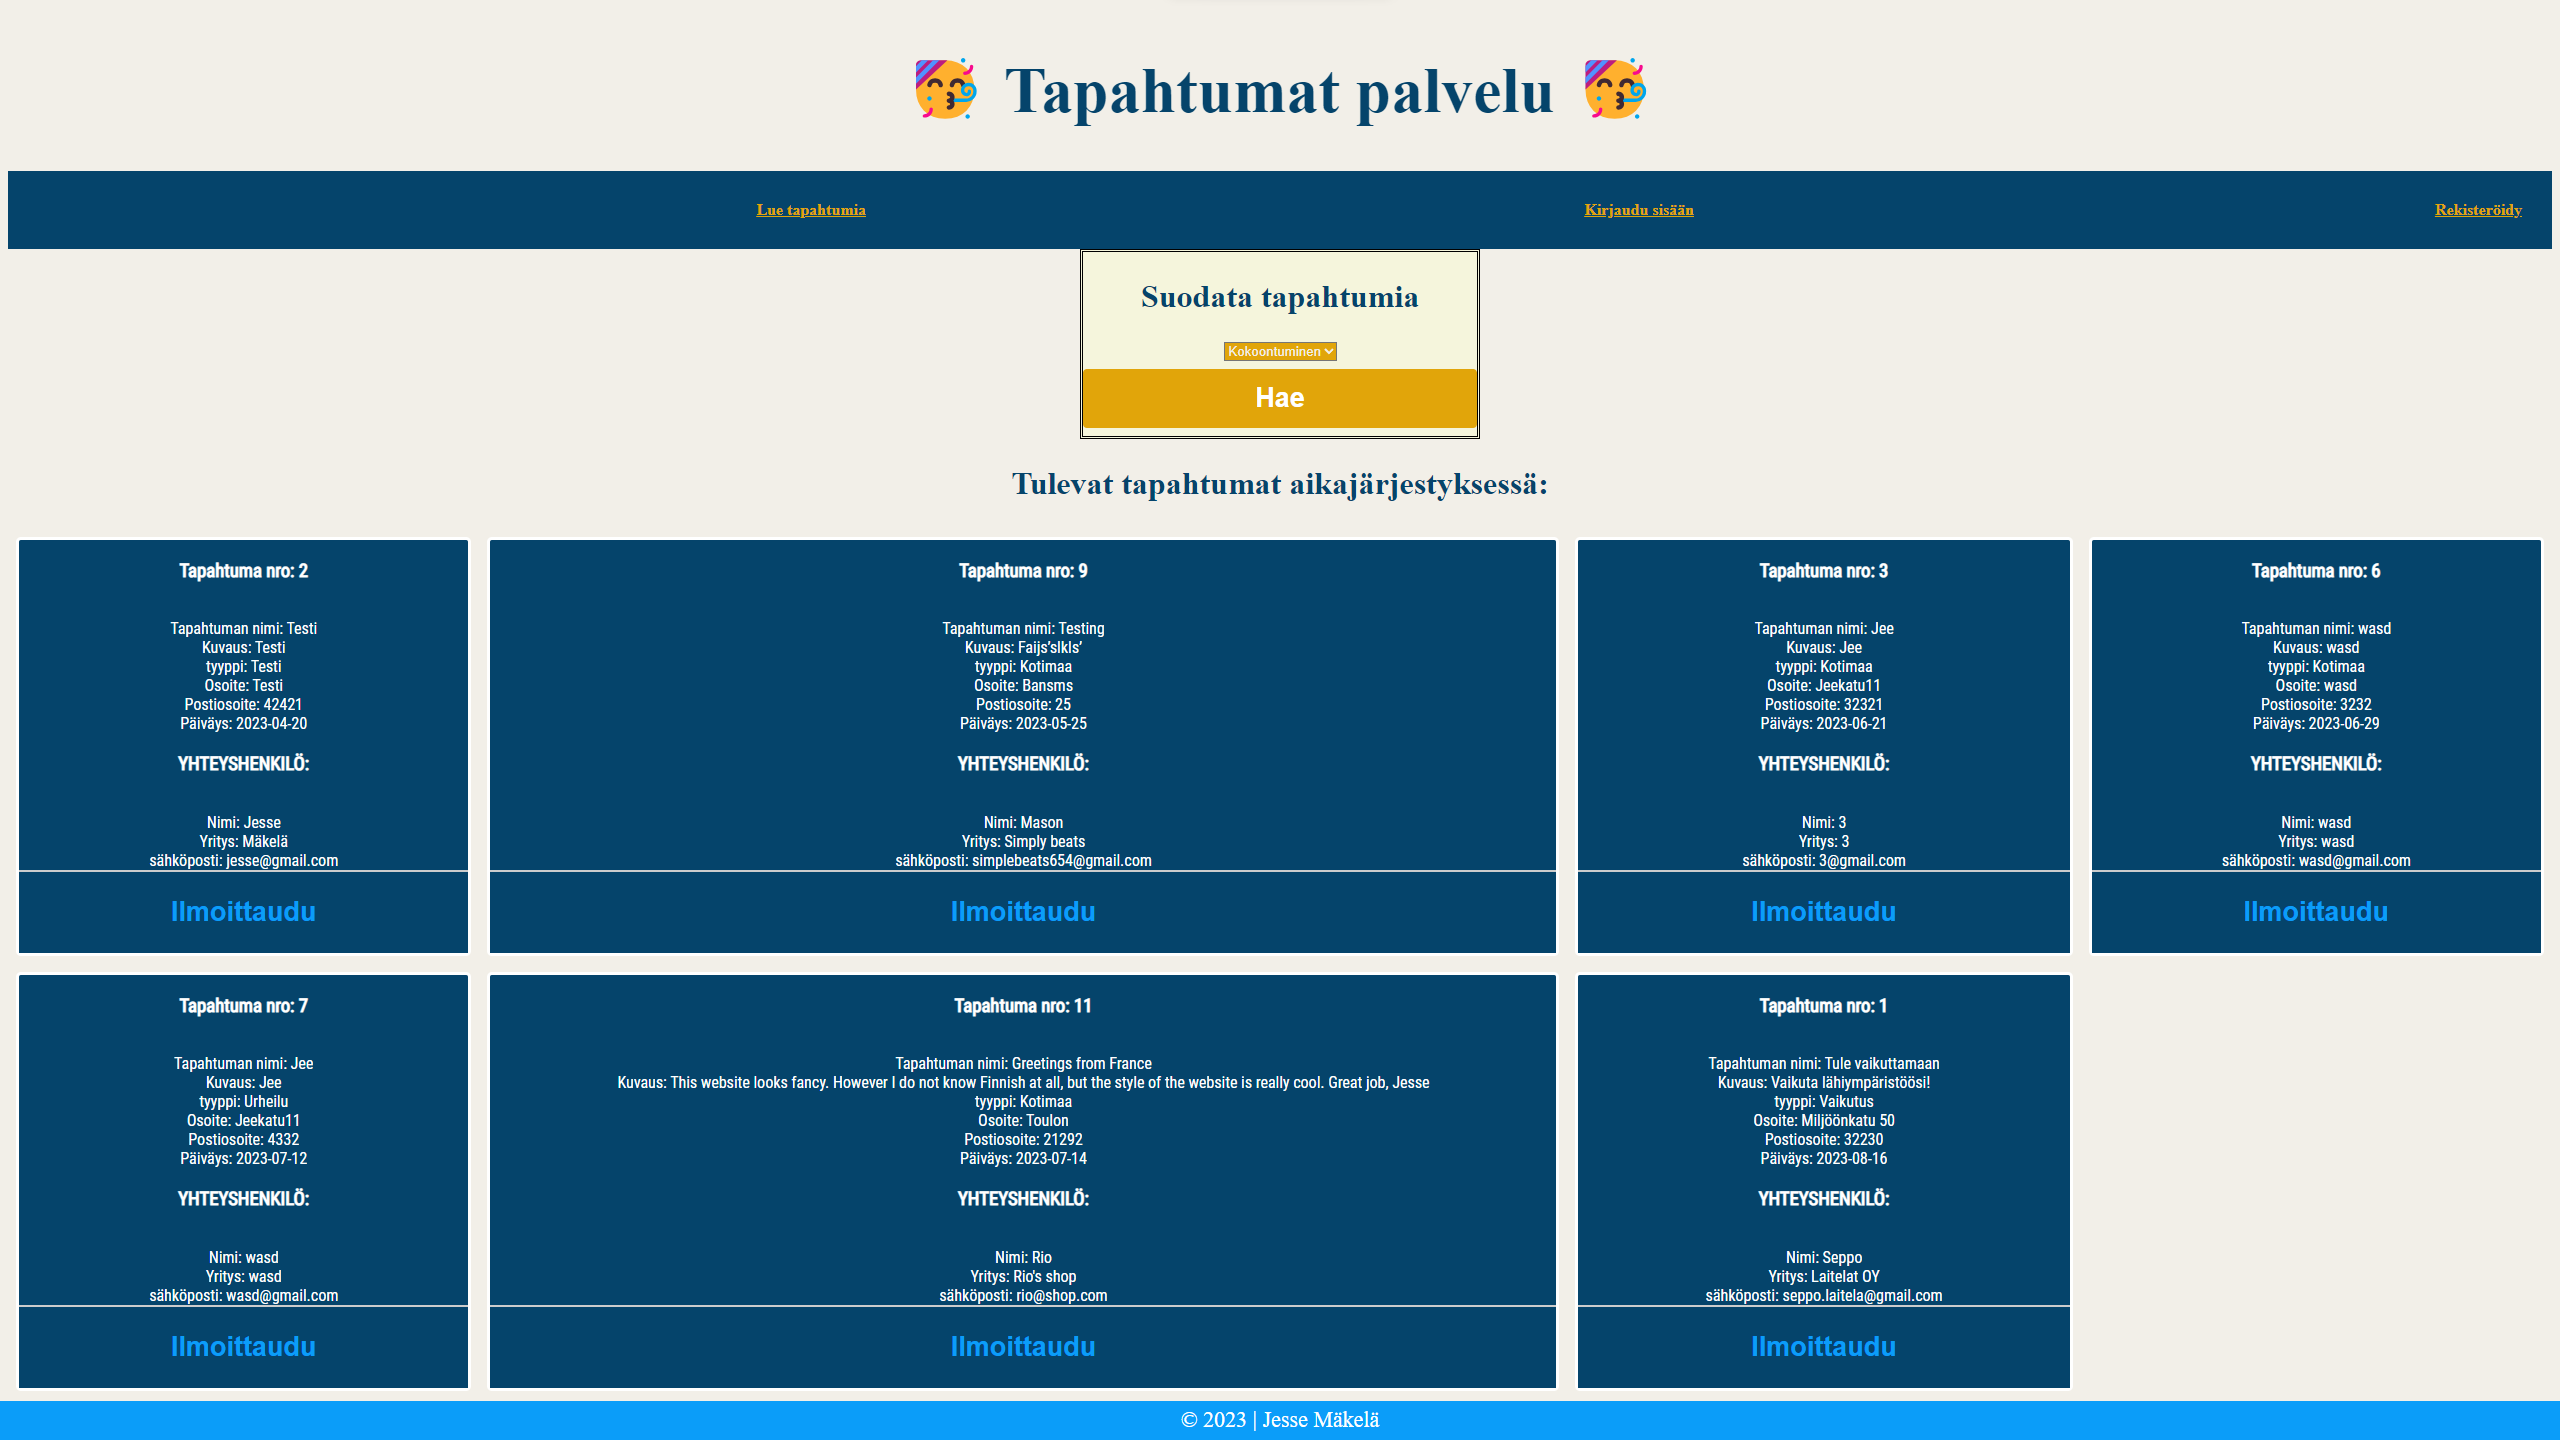 Tapahtumat palvelu
Lue tapahtumia
Kirjaudu sisään
Rekisteröidy
Suodata tapahtumia
Kokoontuminen
Hae
Tulevat tapahtumat aikajärjestyksessä:
Tapahtuma nro: 2
Tapahtuman nimi: Testi
Kuvaus: Testi
tyyppi: Testi
Osoite: Testi
Postiosoite: 42421
Päiväys: 2023-04-20
YHTEYSHENKILÖ:
Nimi: Jesse
Yritys: Mäkelä
sähköposti: jesse@gmail.com
Ilmoittaudu
Tapahtuma nro: 9
Tapahtuman nimi: Testing
Kuvaus: Faijs’slkls’
tyyppi: Kotimaa
Osoite: Bansms
Postiosoite: 25
Päiväys: 2023-05-25
YHTEYSHENKILÖ:
Nimi: Mason
Yritys: Simply beats
sähköposti: simplebeats654@gmail.com
Ilmoittaudu
Tapahtuma nro: 3
Tapahtuman nimi: Jee
Kuvaus: Jee
tyyppi: Kotimaa
Osoite: Jeekatu11
Postiosoite: 32321
Päiväys: 2023-06-21
YHTEYSHENKILÖ:
Nimi: 3
Yritys: 3
sähköposti: 3@gmail.com
Ilmoittaudu
Tapahtuma nro: 6
Tapahtuman nimi: wasd
Kuvaus: wasd
tyyppi: Kotimaa
Osoite: wasd
Postiosoite: 3232
Päiväys: 2023-06-29
YHTEYSHENKILÖ:
Nimi: wasd
Yritys: wasd
sähköposti: wasd@gmail.com
Ilmoittaudu
Tapahtuma nro: 7
Tapahtuman nimi: Jee
Kuvaus: Jee
tyyppi: Urheilu
Osoite: Jeekatu11
Postiosoite: 4332
Päiväys: 2023-07-12
YHTEYSHENKILÖ:
Nimi: wasd
Yritys: wasd
sähköposti: wasd@gmail.com
Ilmoittaudu
Tapahtuma nro: 11
Tapahtuman nimi: Greetings from France
Kuvaus: This website looks fancy. However I do not know Finnish at all, but the style of the website is really cool. Great job, Jesse
tyyppi: Kotimaa
Osoite: Toulon
Postiosoite: 21292
Päiväys: 2023-07-14
YHTEYSHENKILÖ:
Nimi: Rio
Yritys: Rio's shop
sähköposti: rio@shop.com
Ilmoittaudu
Tapahtuma nro: 1
Tapahtuman nimi: Tule vaikuttamaan
Kuvaus: Vaikuta lähiympäristöösi!
tyyppi: Vaikutus
Osoite: Miljöönkatu 50
Postiosoite: 32230
Päiväys: 2023-08-16
YHTEYSHENKILÖ:
Nimi: Seppo
Yritys: Laitelat OY
sähköposti: seppo.laitela@gmail.com
Ilmoittaudu
© 2023 | Jesse Mäkelä